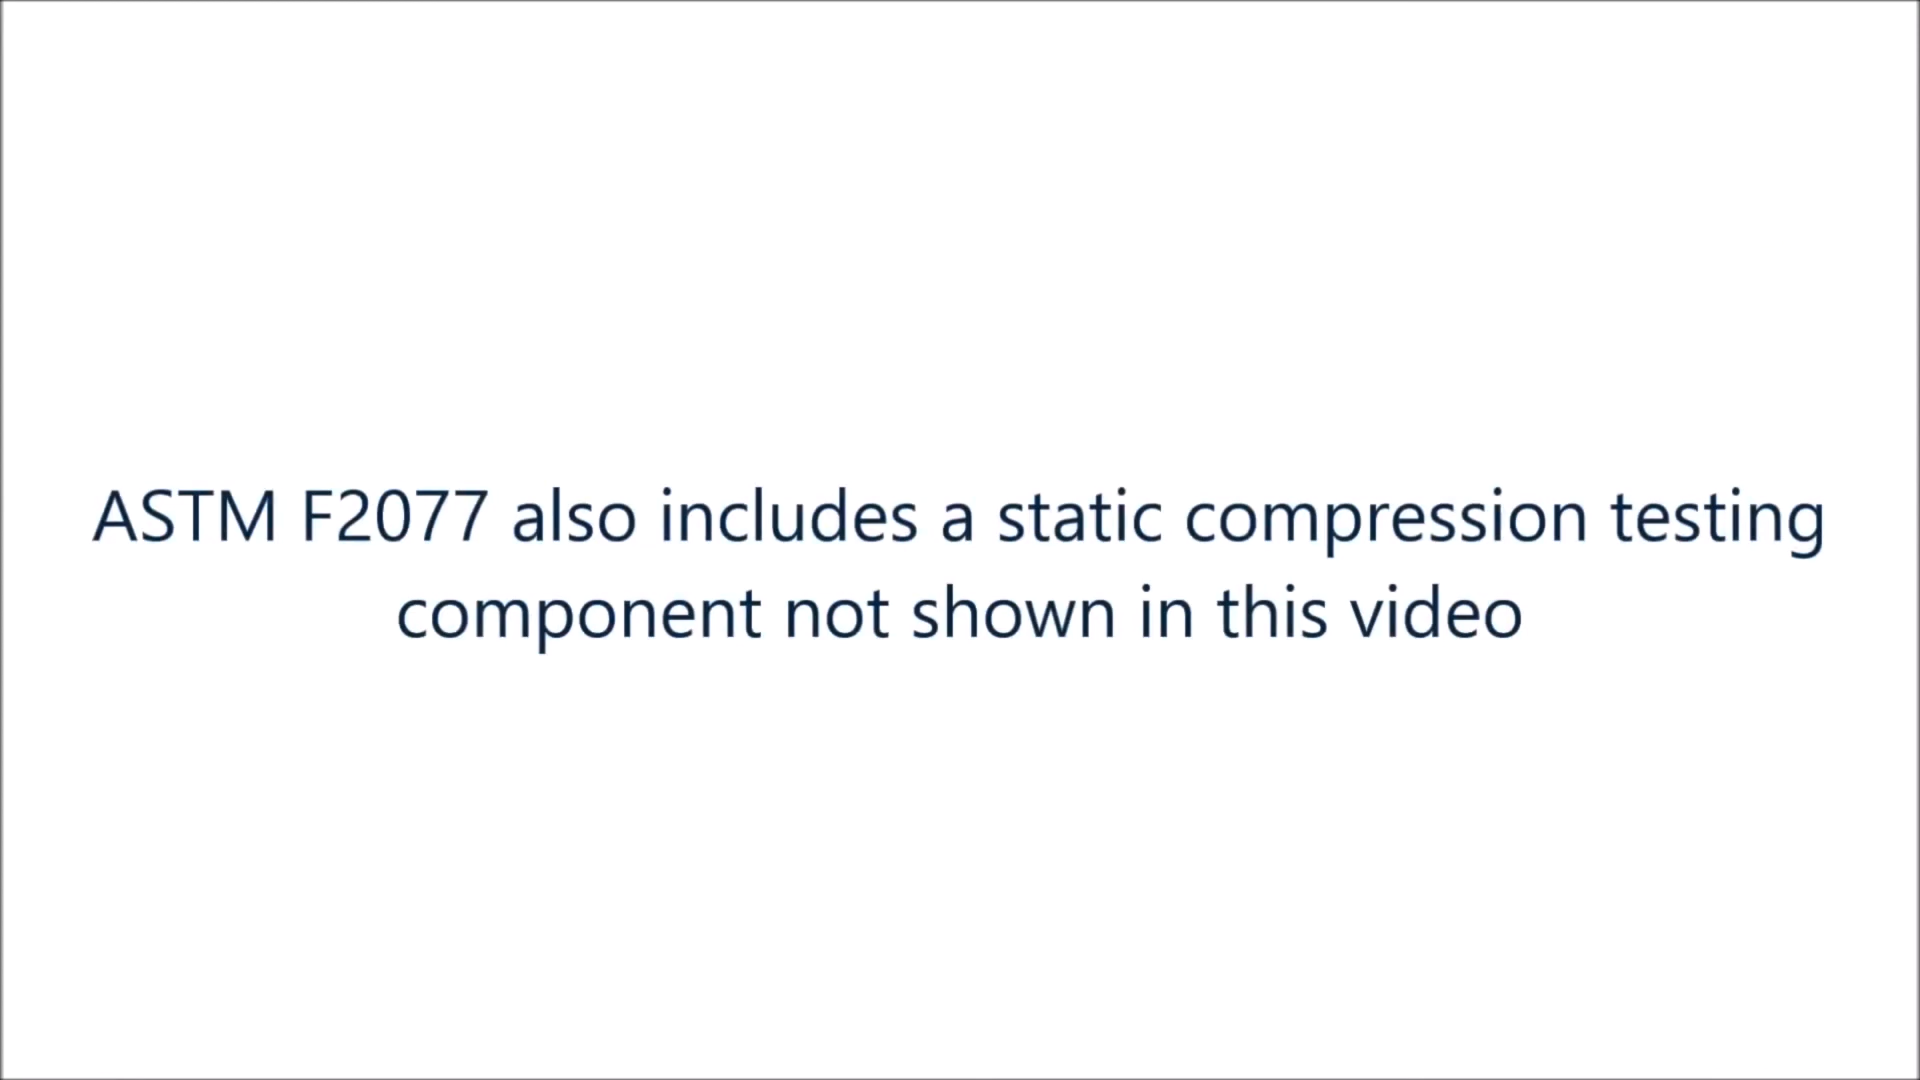 ASTM F2077 also includes a static compression testing
component not shown in this video